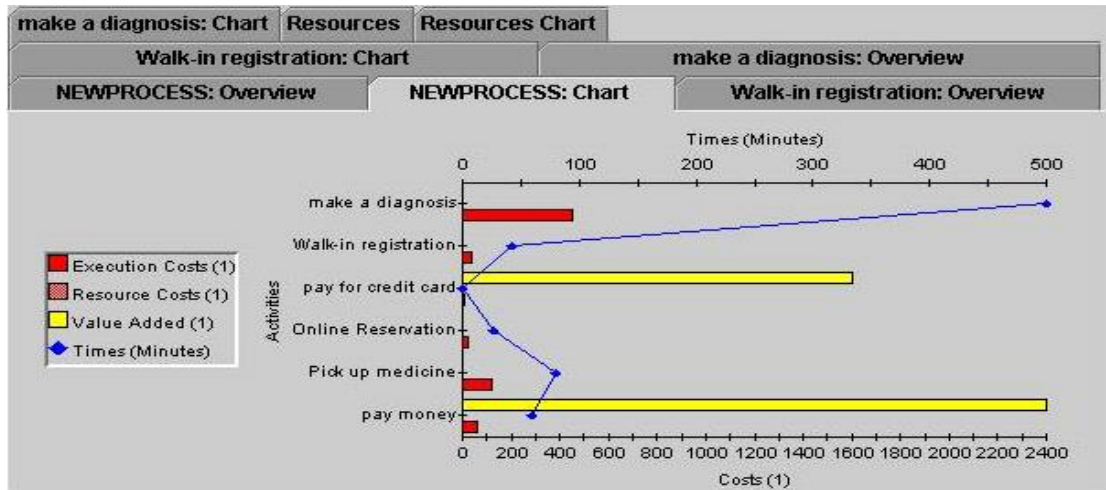 make a diagnosis: Chart Resources Resources Chart
Walk-in registration: Chart make a diagnosis: Overview
NEWPROCESS: Overview NEWPROCESS: Chart Walk-in registration: Overview
Times (Minutes)
0 100 200 300 400 500
make a diagnosis
Walk-in registration
pay for credit card
Online Reservation
Pick up medicine
pay money
Activities
Execution Costs (1)
Resource Costs (1)
Value Added (1)
Times (Minutes)
0 200 400 600 800 1000 1200 1400 1600 1800 2000 2200 2400
Costs (1)